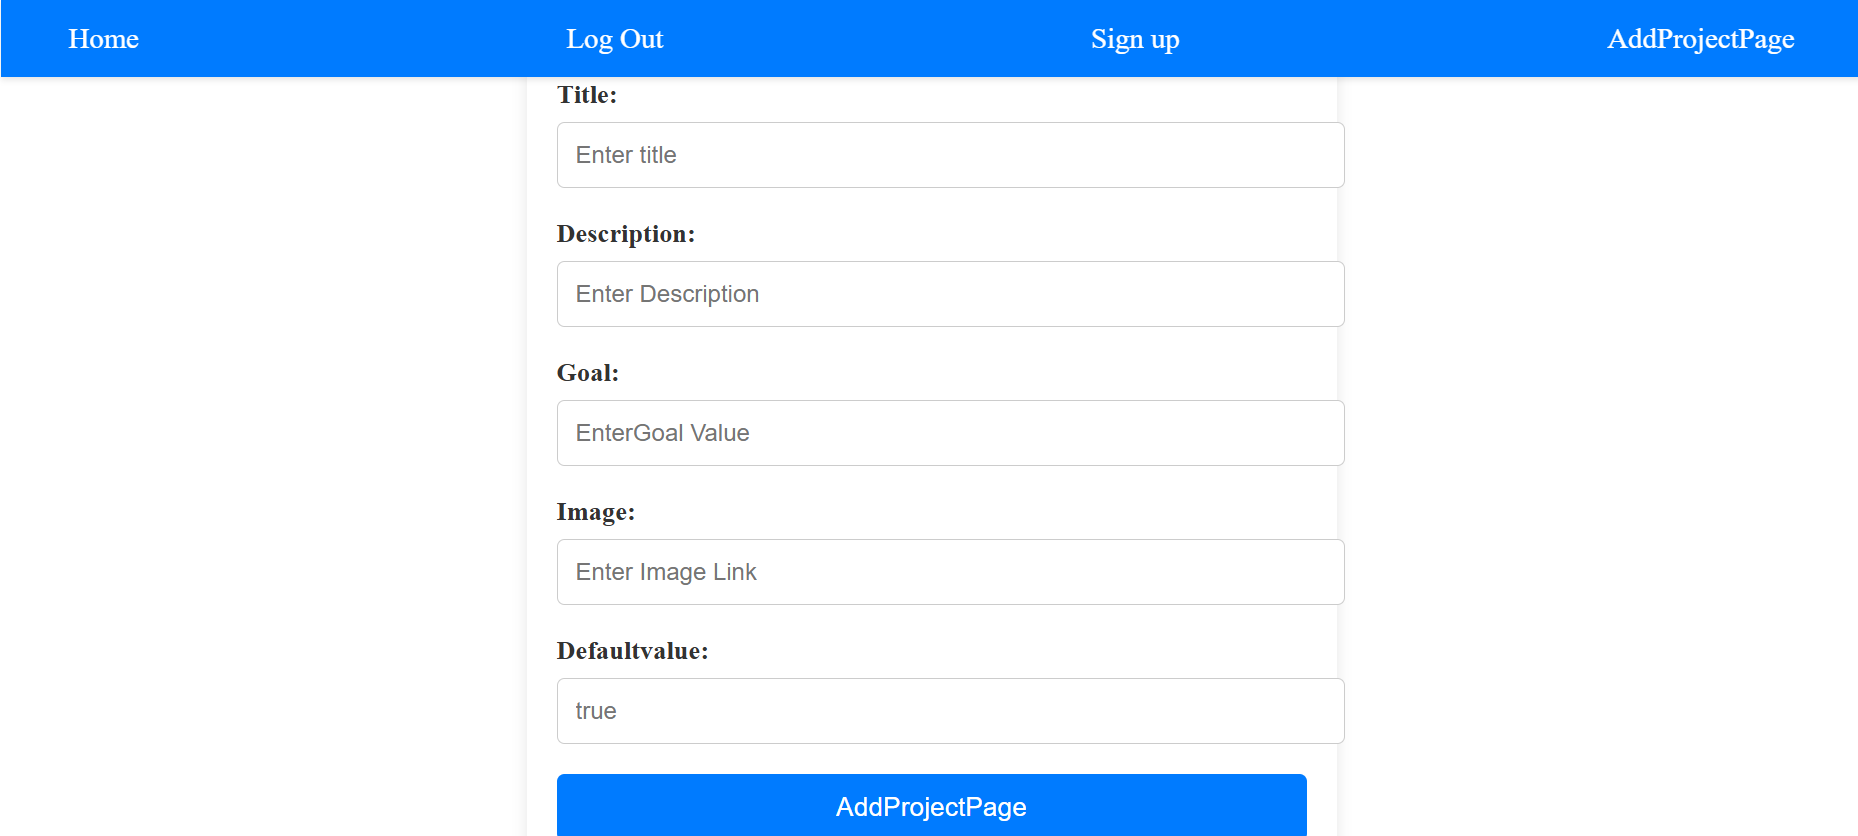 Home Log Out Sign up AddProjectPage
Title:
Enter title
Description:
Enter Description
Goal:
EnterGoal Value
Image:
Enter Image Link
Defaultvalue:
true
AddProjectPage